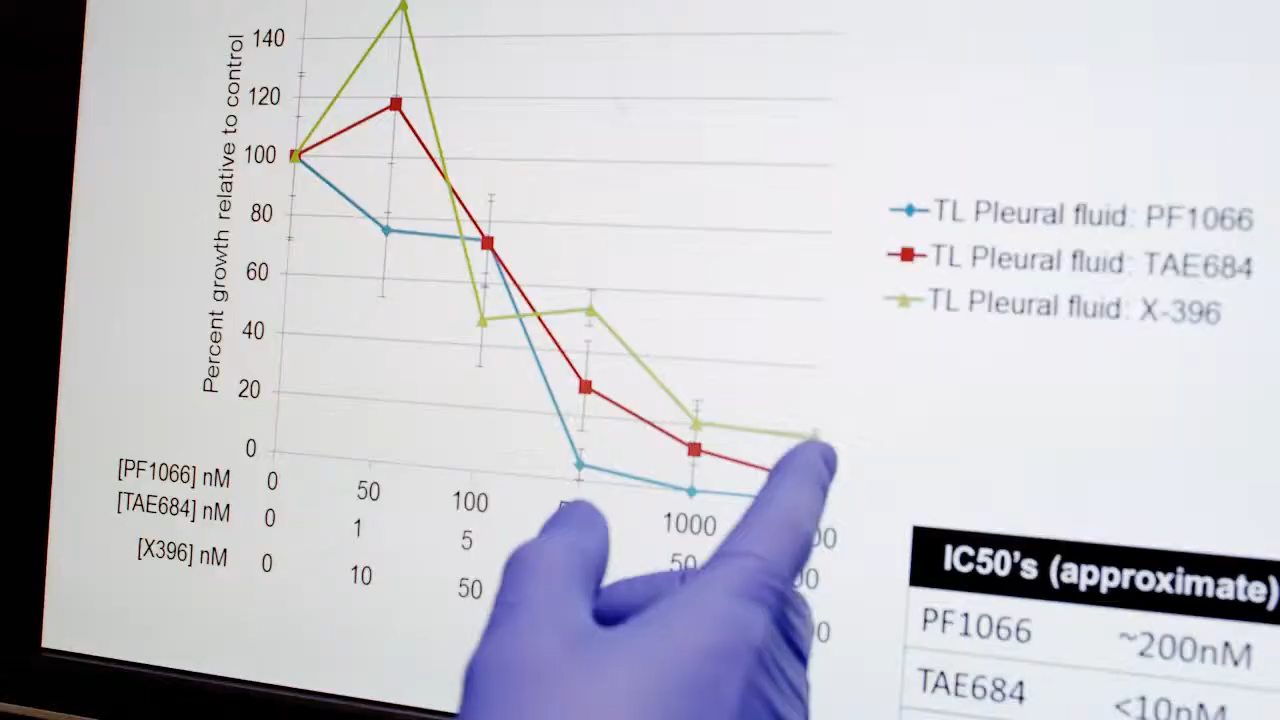 140
120
100
80
60
40
20
0
Percent growth relative to control
TL Pleural fluid: PF1066
TL Pleural fluid: TAE684
TL Pleural fluid: X-396
[PF1066] nM 0 50 100 1000
[TAE684] nM 0 1 5 50
[X396] nM 0 10 50
IC50's (approximate)
PF1066 ~200nM
TAE684 <10nM